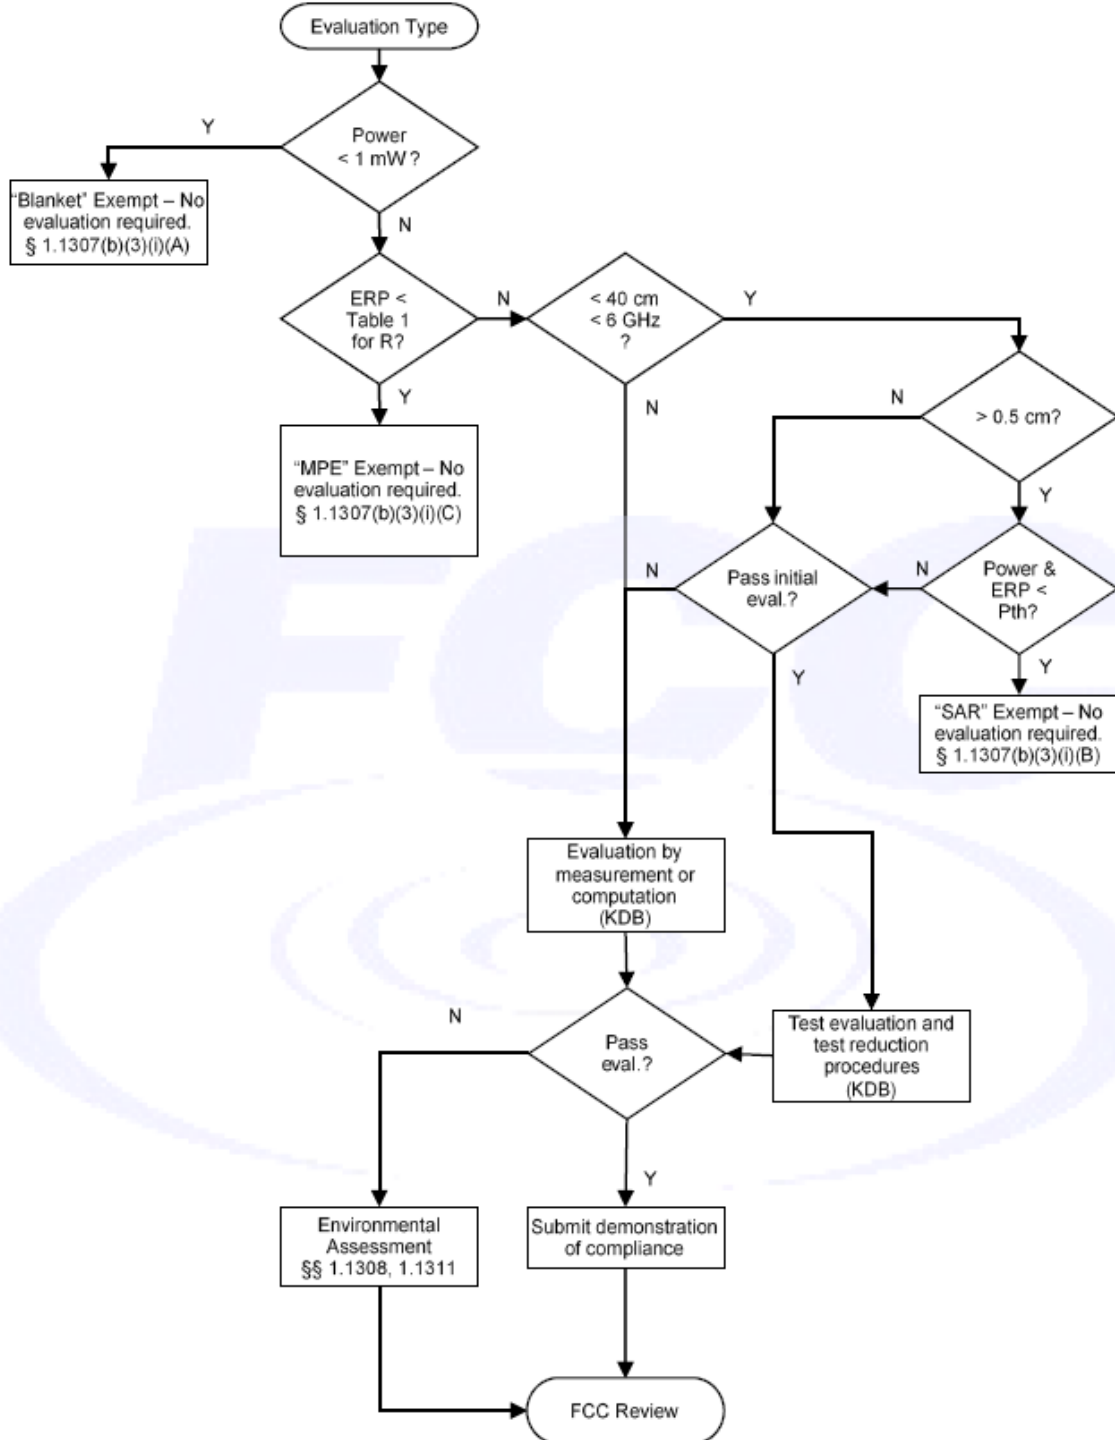 Evaluation Type
Y
Power
< 1 mW ?
"Blanket" Exempt – No
evaluation required.
§ 1.1307(b)(3)(i)(A)
N
ERP <
Table 1
for R?
N
< 40 cm
< 6 GHz
?
Y
Y
N
N
> 0.5 cm?
"MPE" Exempt – No
evaluation required.
§ 1.1307(b)(3)(i)(C)
Y
N
Pass initial
eval.?
N
Power &
ERP <
Pth?
Y
Y
"SAR" Exempt – No
evaluation required.
§ 1.1307(b)(3)(i)(B)
Evaluation by
measurement or
computation
(KDB)
N
Pass
eval.?
Test evaluation and
test reduction
procedures
(KDB)
Y
Environmental
Assessment
§§ 1.1308, 1.1311
Submit demonstration
of compliance
FCC Review
FCC